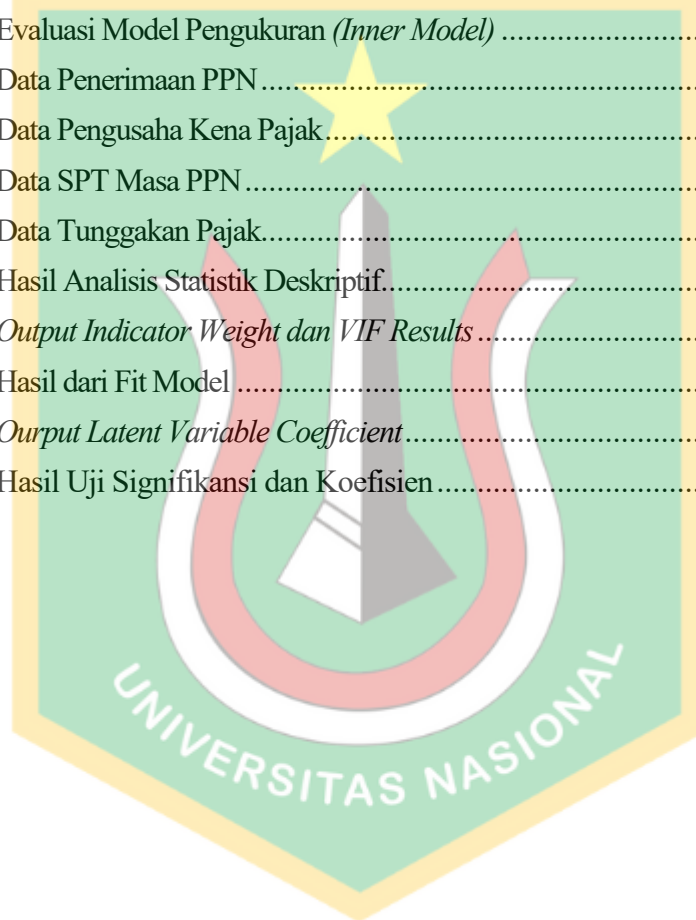 Evaluasi Model Pengukuran (Inner Model) ........................
Data Penerimaan PPN ........................
Data Pengusaha Kena Pajak ........................
Data SPT Masa PPN ........................
Data Tunggakan Pajak ........................
Hasil Analisis Statistik Deskriptif ........................
Output Indicator Weight dan VIF Results ........................
Hasil dari Fit Model ........................
Ourput Latent Variable Coefficient ........................
Hasil Uji Signifikansi dan Koefisien ........................
UNIVERSITAS NASIONAL